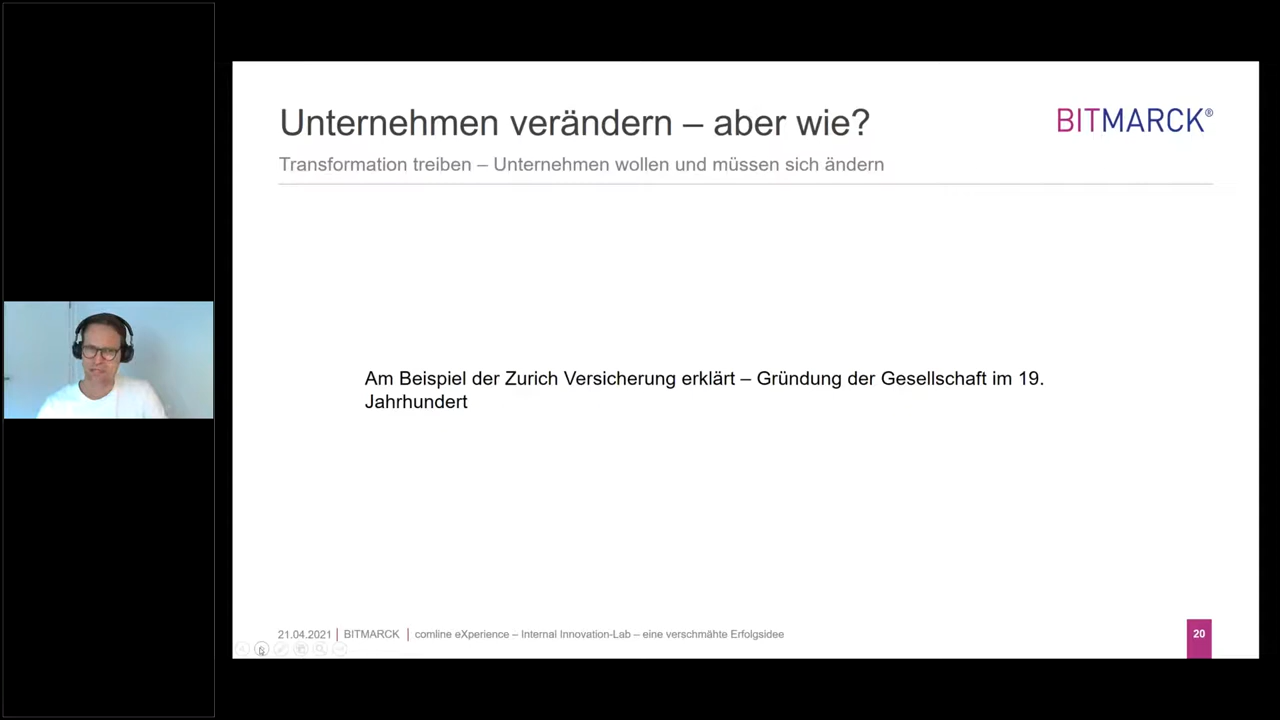 Unternehmen verändern – aber wie?
BITMARCK®
Transformation treiben – Unternehmen wollen und müssen sich ändern
Am Beispiel der Zurich Versicherung erklärt – Gründung der Gesellschaft im 19.
Jahrhundert
21.04.2021 | BITMARCK | comline eXperience – Internal Innovation-Lab – eine verschmähte Erfolgsidee
20